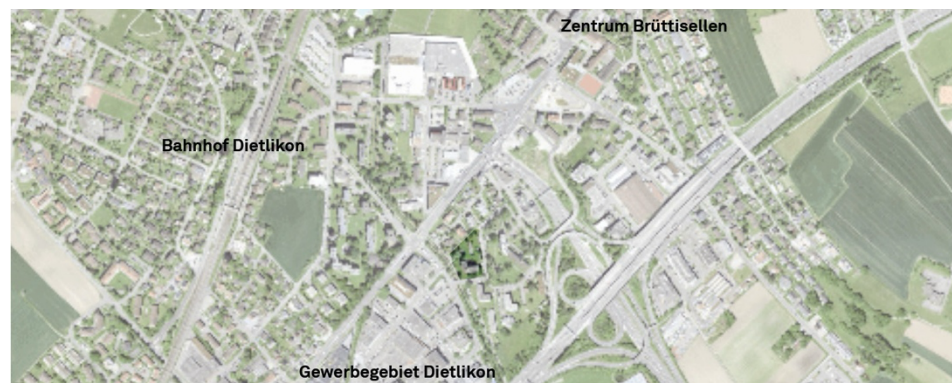 Zentrum Brüttisellen
Bahnhof Dietlikon
Gewerbegebiet Dietlikon